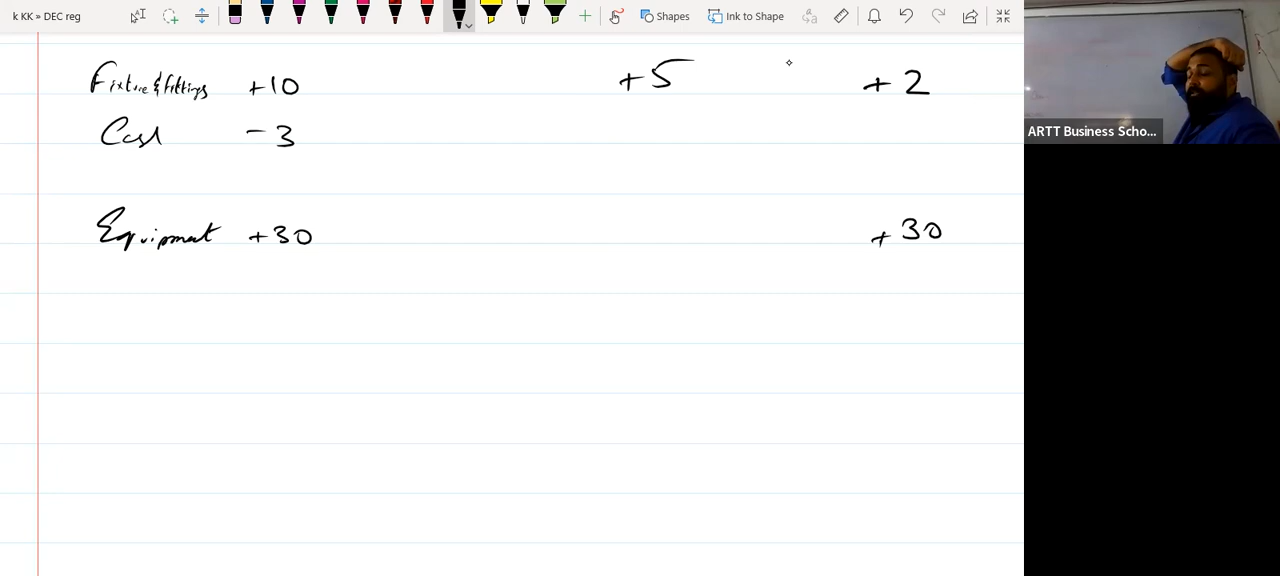 k KK » DEC reg Shapes Ink to Shape
Fixture & fittings +10 +5 +2
Cash - 3
ARTT Business Scho...
Equipment +30 +30